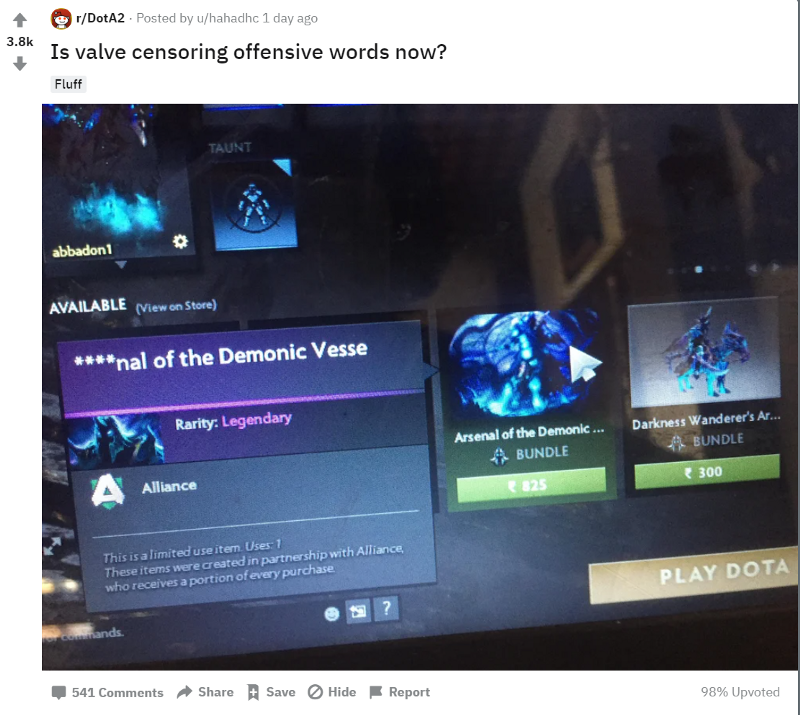 r/DotA2 · Posted by u/hahadhc 1 day ago
3.8k
Is valve censoring offensive words now?
Fluff
TAUNT
abbadon1
AVAILABLE (View on Store)
****nal of the Demonic Vesse
Rarity: Legendary
Alliance
This is a limited use item. Uses: 1
These items were created in partnership with Alliance,
who receives a portion of every purchase.
Arsenal of the Demonic ...
BUNDLE
₹ 825
Darkness Wanderer's Ar...
BUNDLE
₹ 300
PLAY DOTA
?
commands.
541 Comments Share Save Hide Report 98% Upvoted